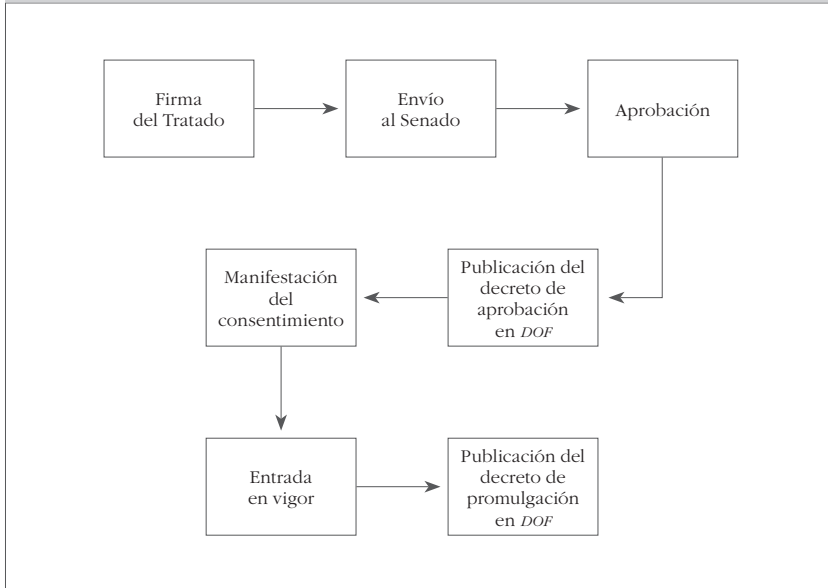 Firma
del Tratado
Envío
al Senado
Aprobación
Publicación del
decreto de
aprobación
en DOF
Manifestación
del
consentimiento
Entrada
en vigor
Publicación del
decreto de
promulgación
en DOF